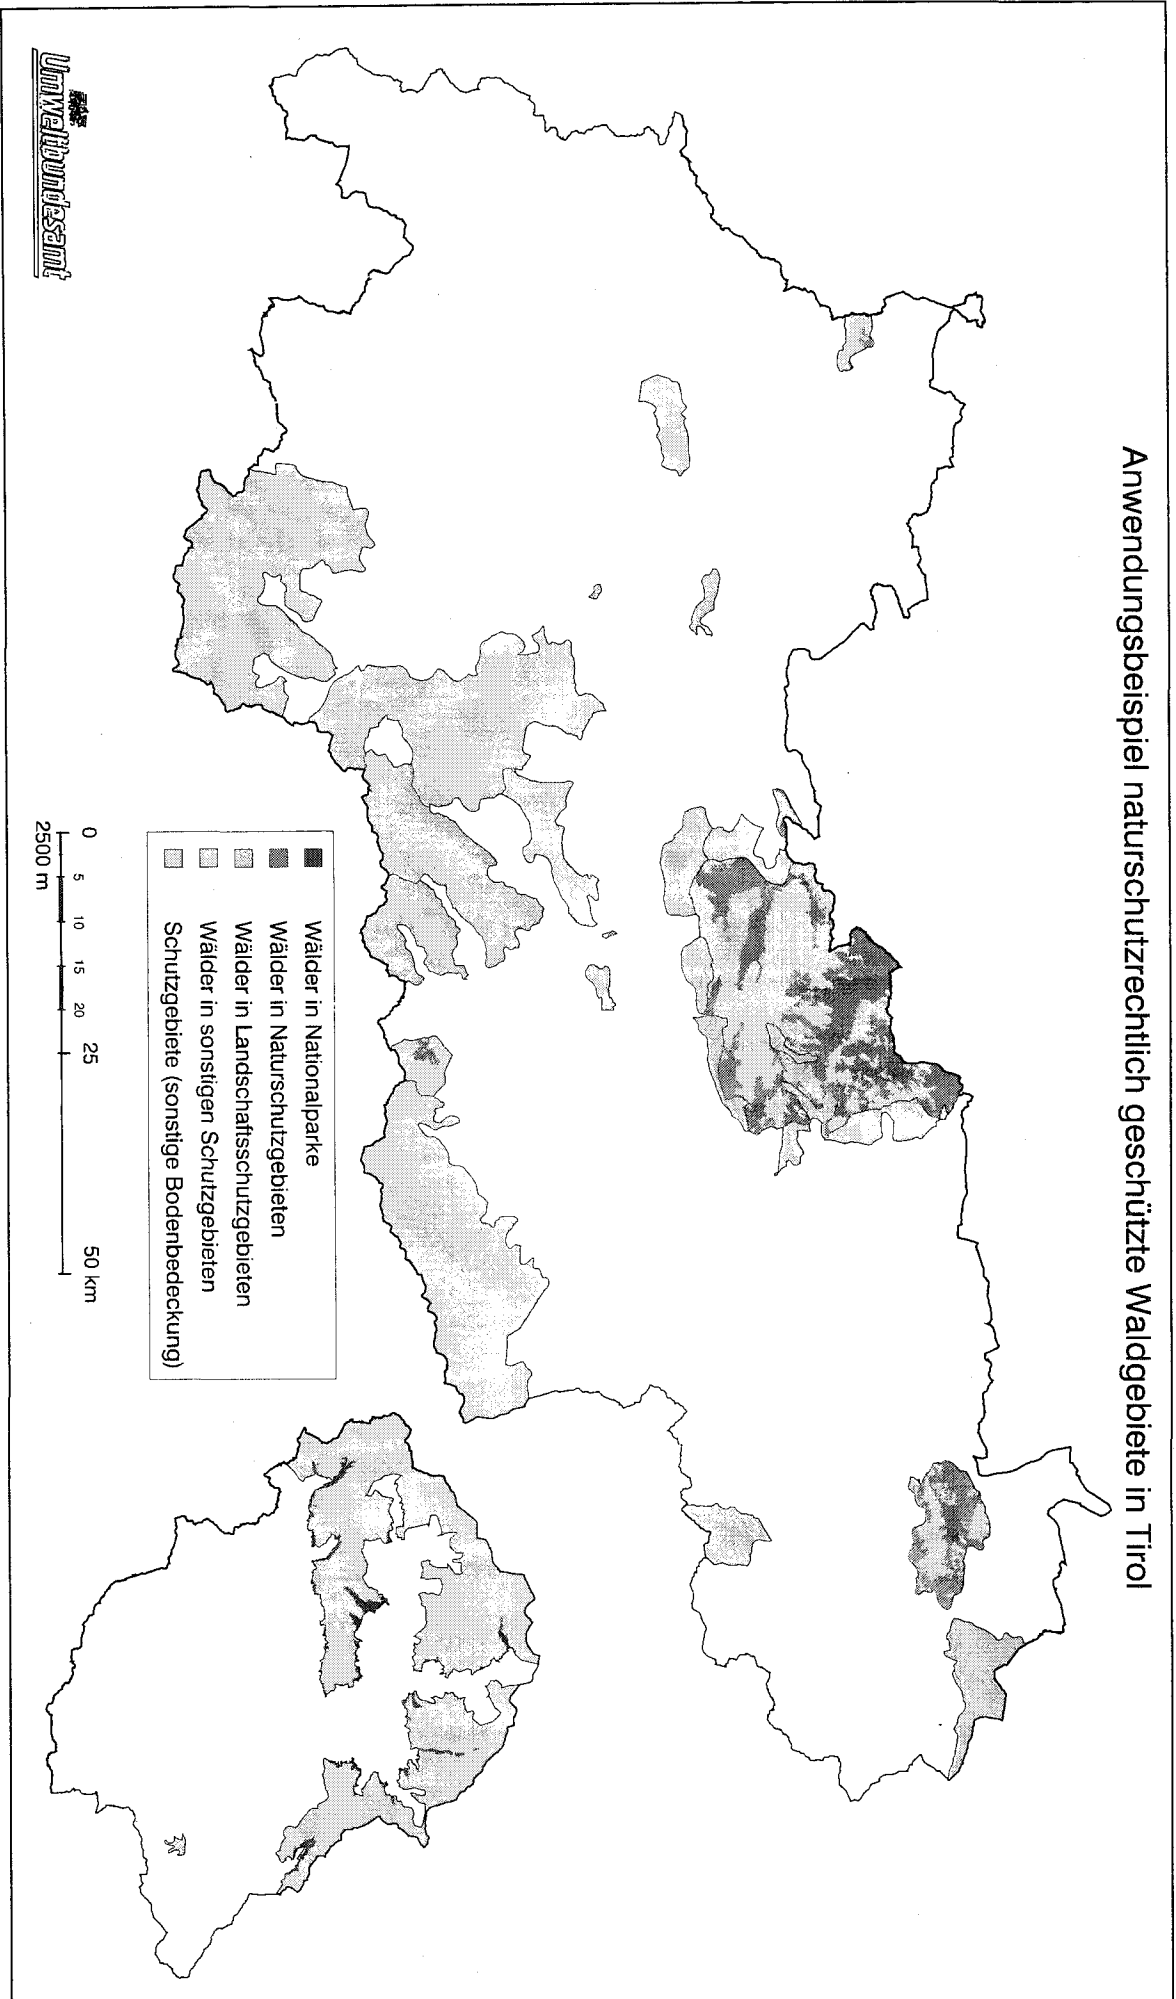 Anwendungsbeispiel naturschutzrechtlich geschützte Waldgebiete in Tirol
Wälder in Nationalparke
Wälder in Naturschutzgebieten
Wälder in Landschaftsschutzgebieten
Wälder in sonstigen Schutzgebieten
Schutzgebiete (sonstige Bodenbedeckung)
0 5 10 15 20 25 50 km
2500 m
Umweltbundesamt